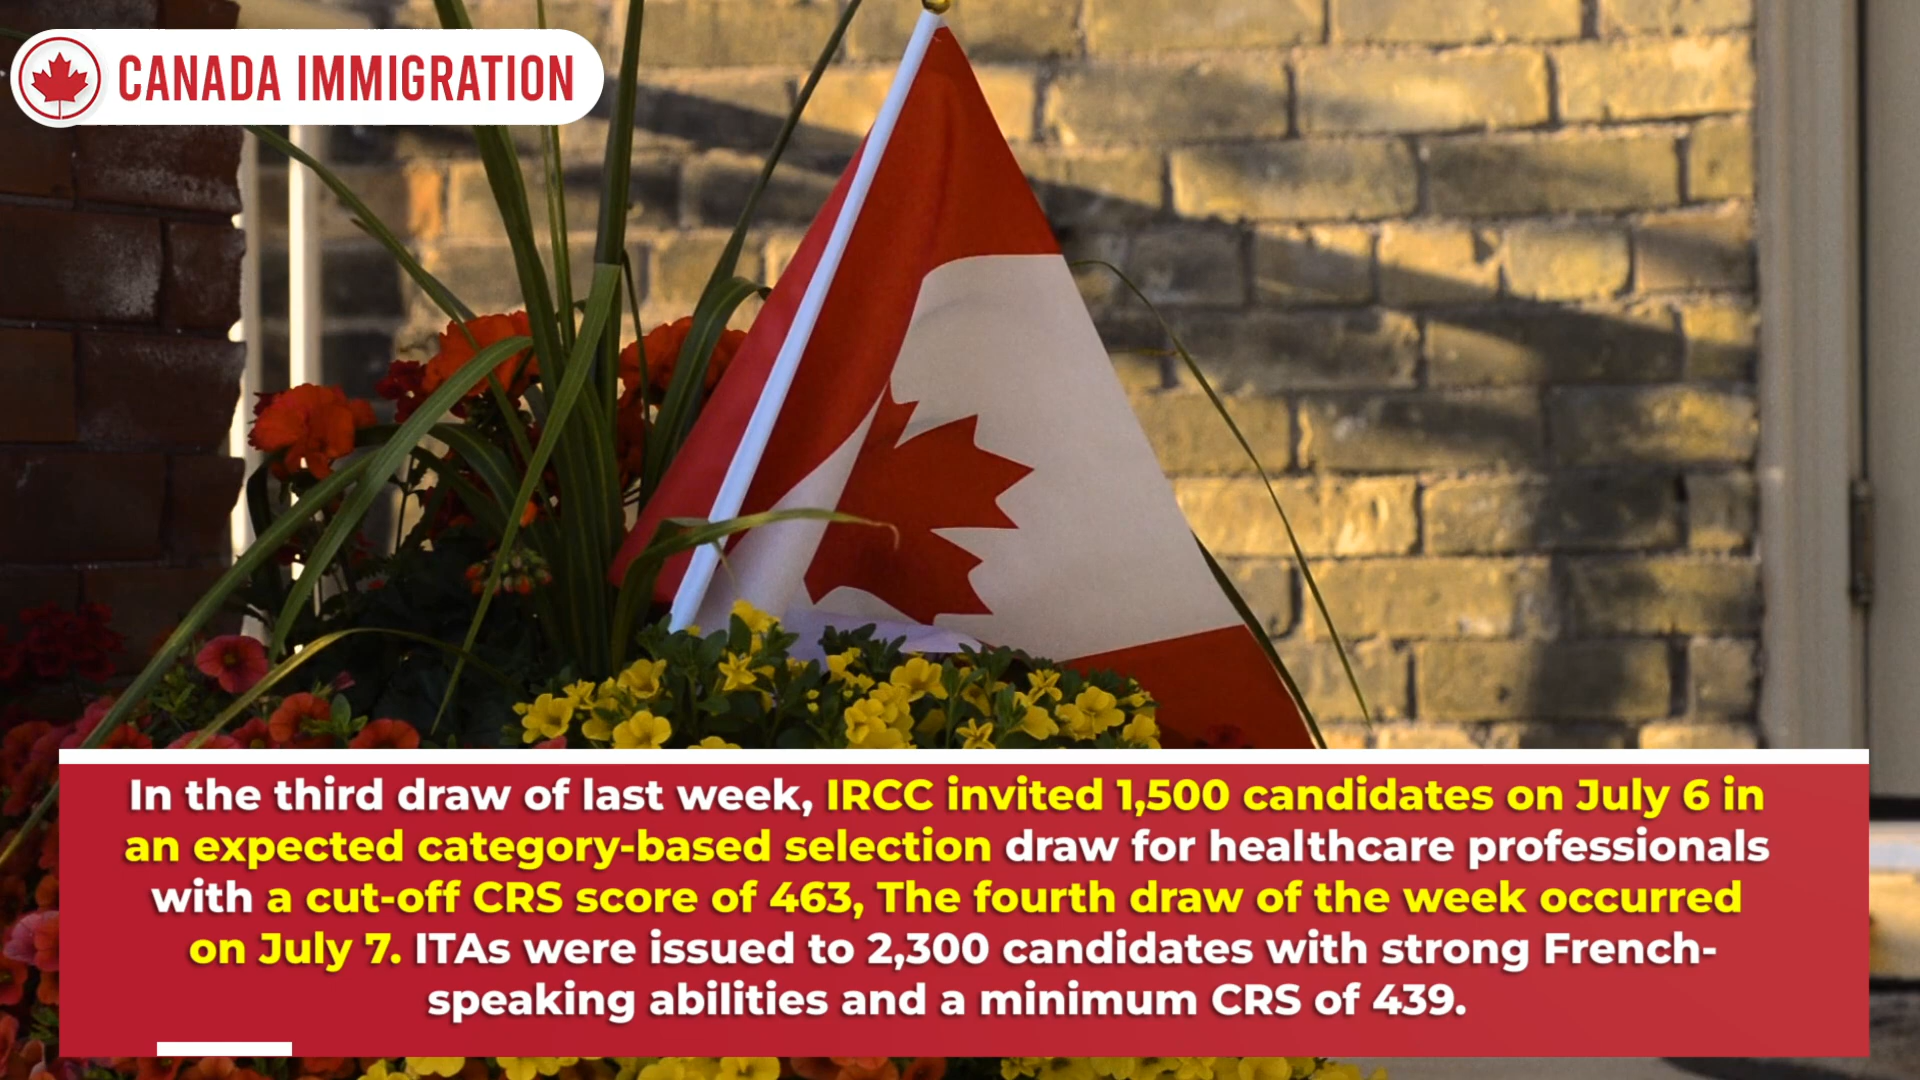 CANADA IMMIGRATION
In the third draw of last week, IRCC invited 1,500 candidates on July 6 in
an expected category-based selection draw for healthcare professionals
with a cut-off CRS score of 463, The fourth draw of the week occurred
on July 7. ITAs were issued to 2,300 candidates with strong French-
speaking abilities and a minimum CRS of 439.